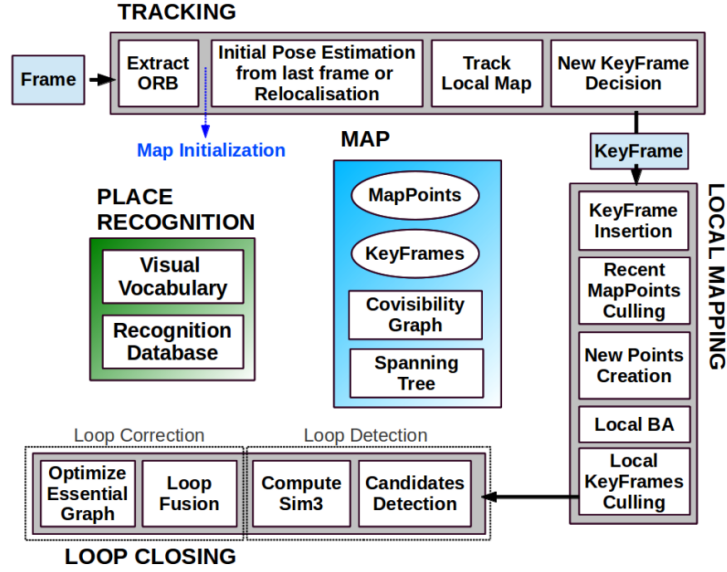 TRACKING
Frame
Extract
ORB
Initial Pose Estimation
from last frame or
Relocalisation
Track
Local Map
New KeyFrame
Decision
Map Initialization
KeyFrame
MAP
MapPoints
KeyFrames
Covisibility
Graph
Spanning
Tree
PLACE
RECOGNITION
Visual
Vocabulary
Recognition
Database
LOCAL MAPPING
KeyFrame
Insertion
Recent
MapPoints
Culling
New Points
Creation
Local BA
Local
KeyFrames
Culling
Loop Correction
Loop Detection
Optimize
Essential
Graph
Loop
Fusion
Compute
Sim3
Candidates
Detection
LOOP CLOSING